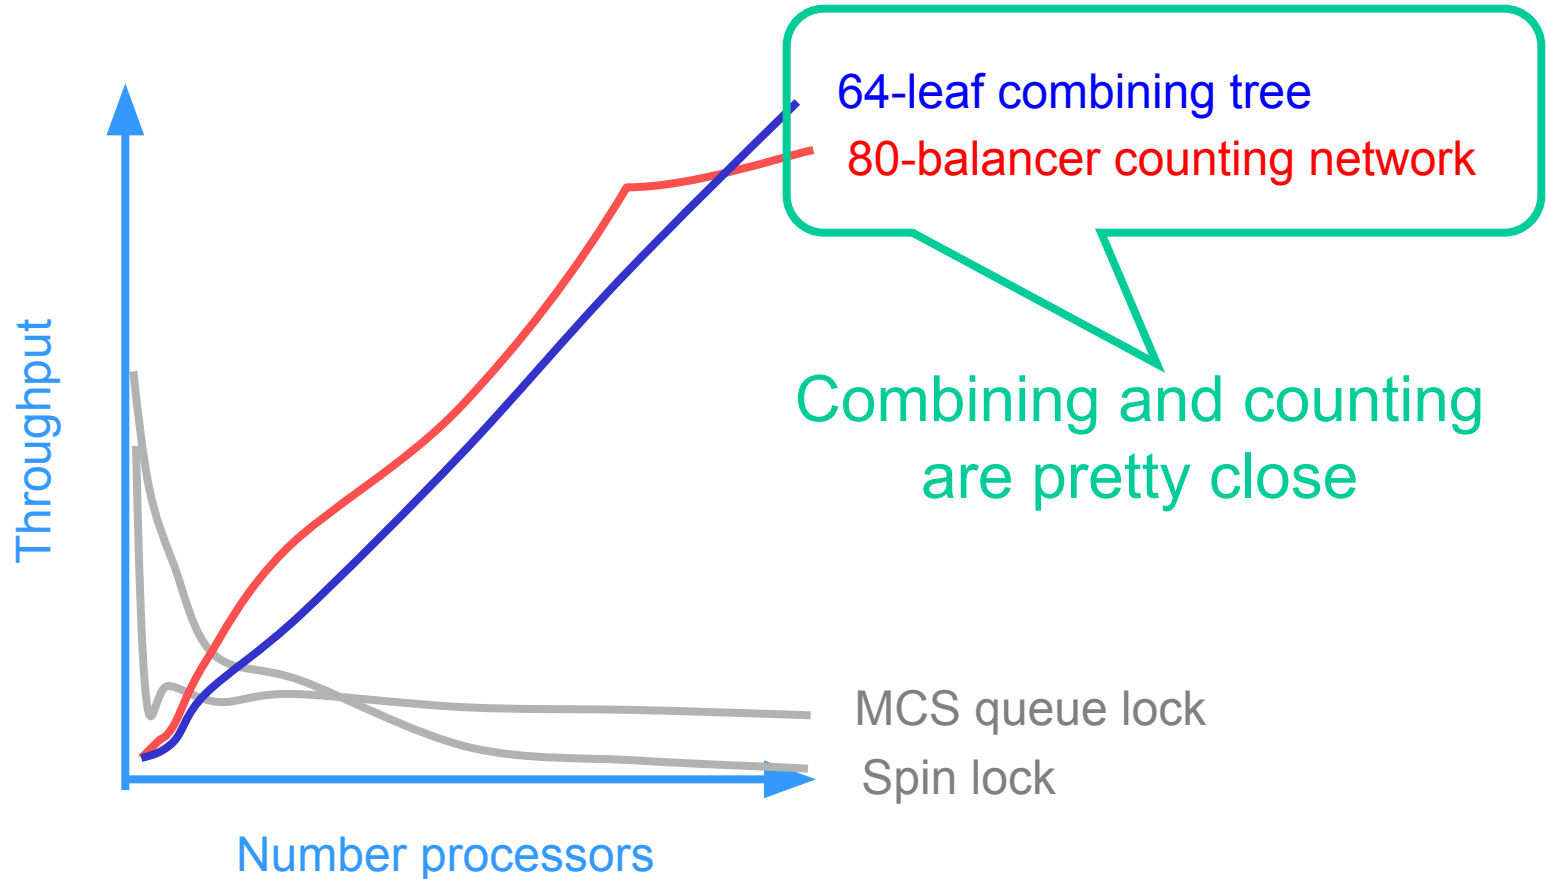 64-leaf combining tree
80-balancer counting network
Throughput
Combining and counting
are pretty close
MCS queue lock
Spin lock
Number processors